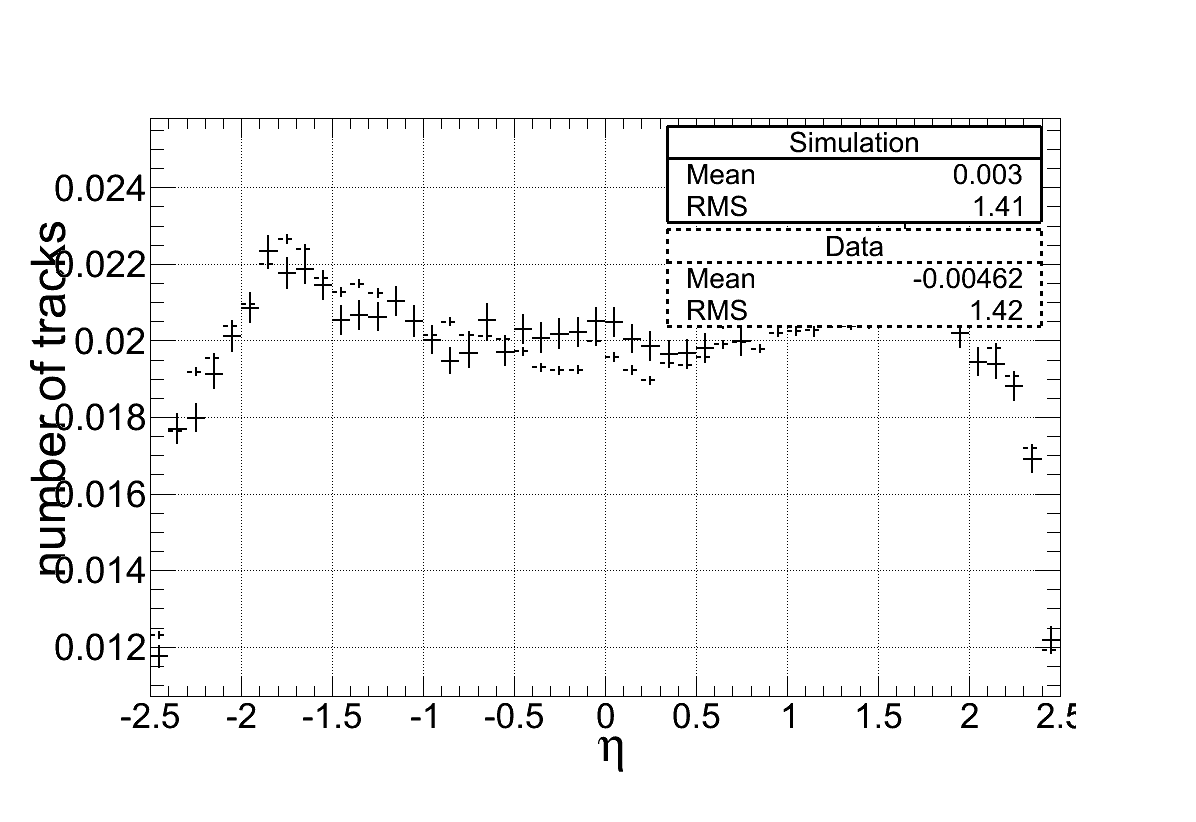 Simulation
Mean 0.003
RMS 1.41
Data
Mean -0.00462
RMS 1.42
number of tracks
0.024
0.022
0.02
0.018
0.016
0.014
0.012
-2.5 -2 -1.5 -1 -0.5 0 0.5 1 1.5 2 2.5
η